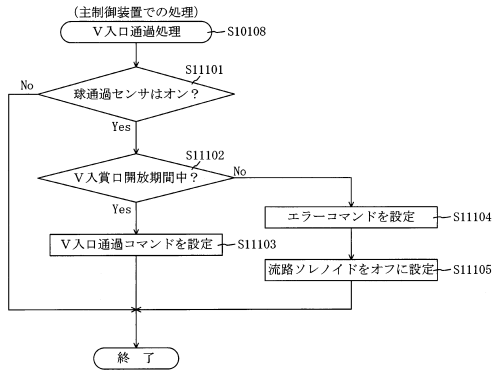 (主制御装置での処理)
V入口通過処理
S10108
S11101
球通過センサはオン?
No
Yes
S11102
V入賞口開放期間中?
No
Yes
エラーコマンドを設定
S11104
V入口通過コマンドを設定
S11103
流路ソレノイドをオフに設定
S11105
終 了